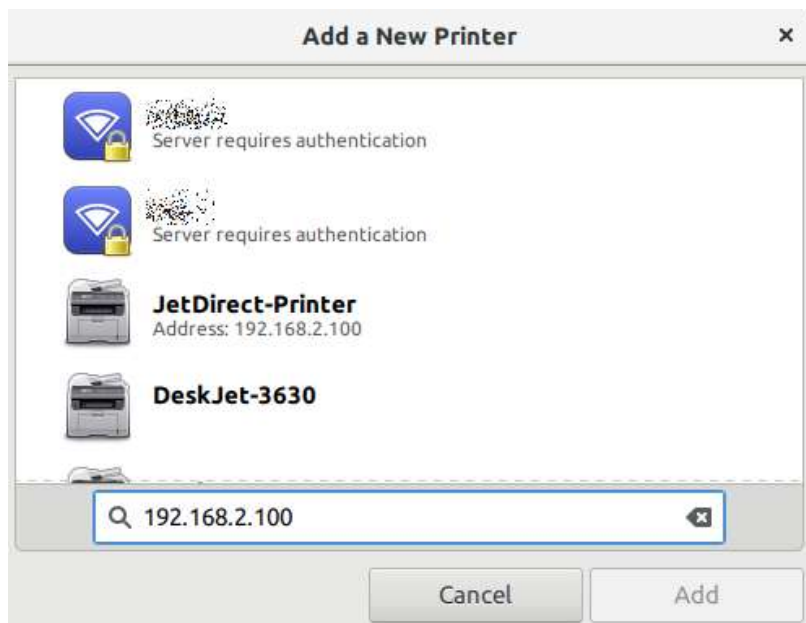 Add a New Printer
Server requires authentication
Server requires authentication
JetDirect-Printer
Address: 192.168.2.100
DeskJet-3630
192.168.2.100
Cancel
Add